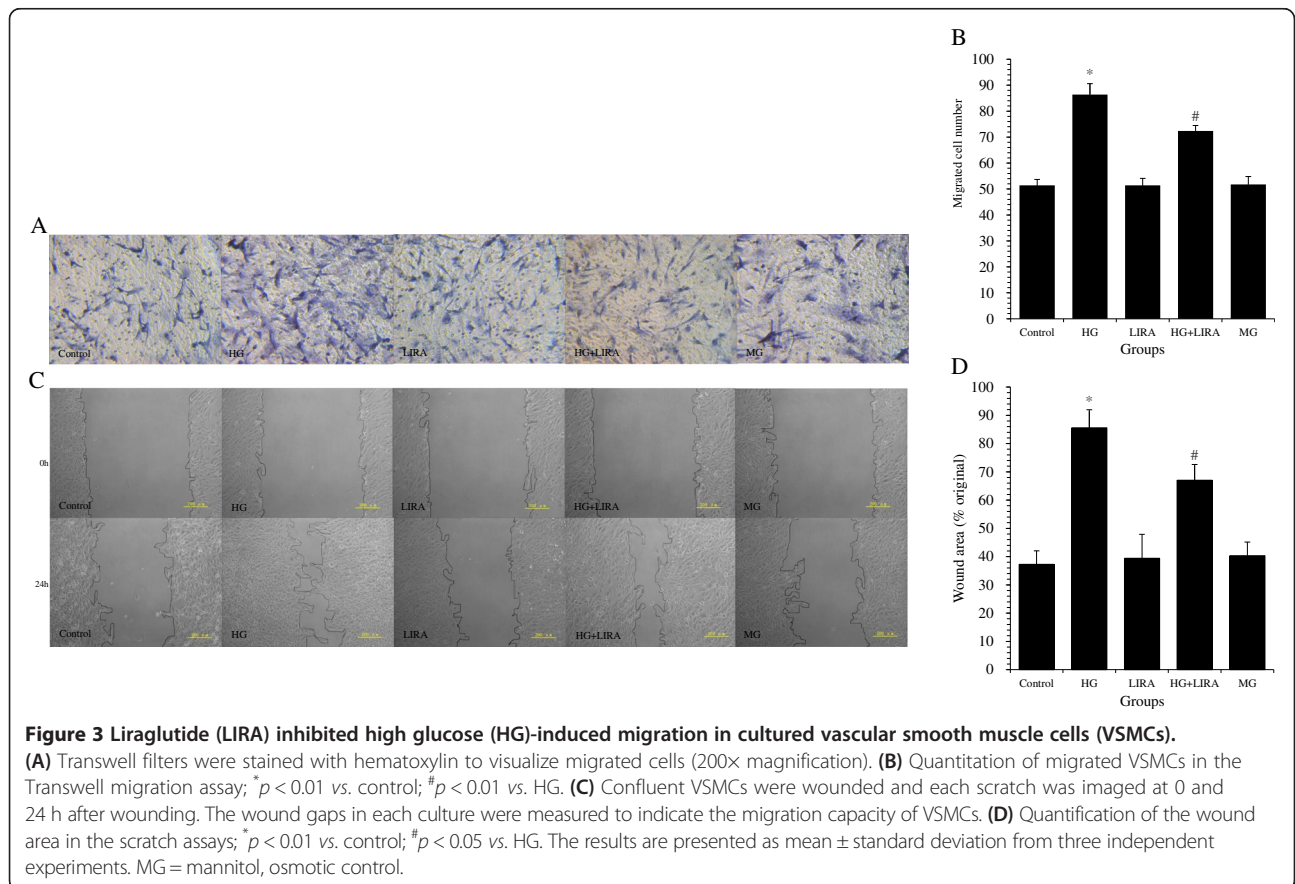 B
100
90
80
70
60
50
40
30
20
10
0
Migrated cell number
*
#
Control HG LIRA HG+LIRA MG
Groups
A
Control HG LIRA HG+LIRA MG
C
0h
Control HG LIRA HG+LIRA MG
24h
Control HG LIRA HG+LIRA MG
D
100
90
80
70
60
50
40
30
20
10
0
Wound area (% original)
*
#
Control HG LIRA HG+LIRA MG
Groups
Figure 3 Liraglutide (LIRA) inhibited high glucose (HG)-induced migration in cultured vascular smooth muscle cells (VSMCs).
(A) Transwell filters were stained with hematoxylin to visualize migrated cells (200× magnification). (B) Quantitation of migrated VSMCs in the
Transwell migration assay; *p < 0.01 vs. control; #p < 0.01 vs. HG. (C) Confluent VSMCs were wounded and each scratch was imaged at 0 and
24 h after wounding. The wound gaps in each culture were measured to indicate the migration capacity of VSMCs. (D) Quantification of the wound
area in the scratch assays; *p < 0.01 vs. control; #p < 0.05 vs. HG. The results are presented as mean ± standard deviation from three independent
experiments. MG = mannitol, osmotic control.